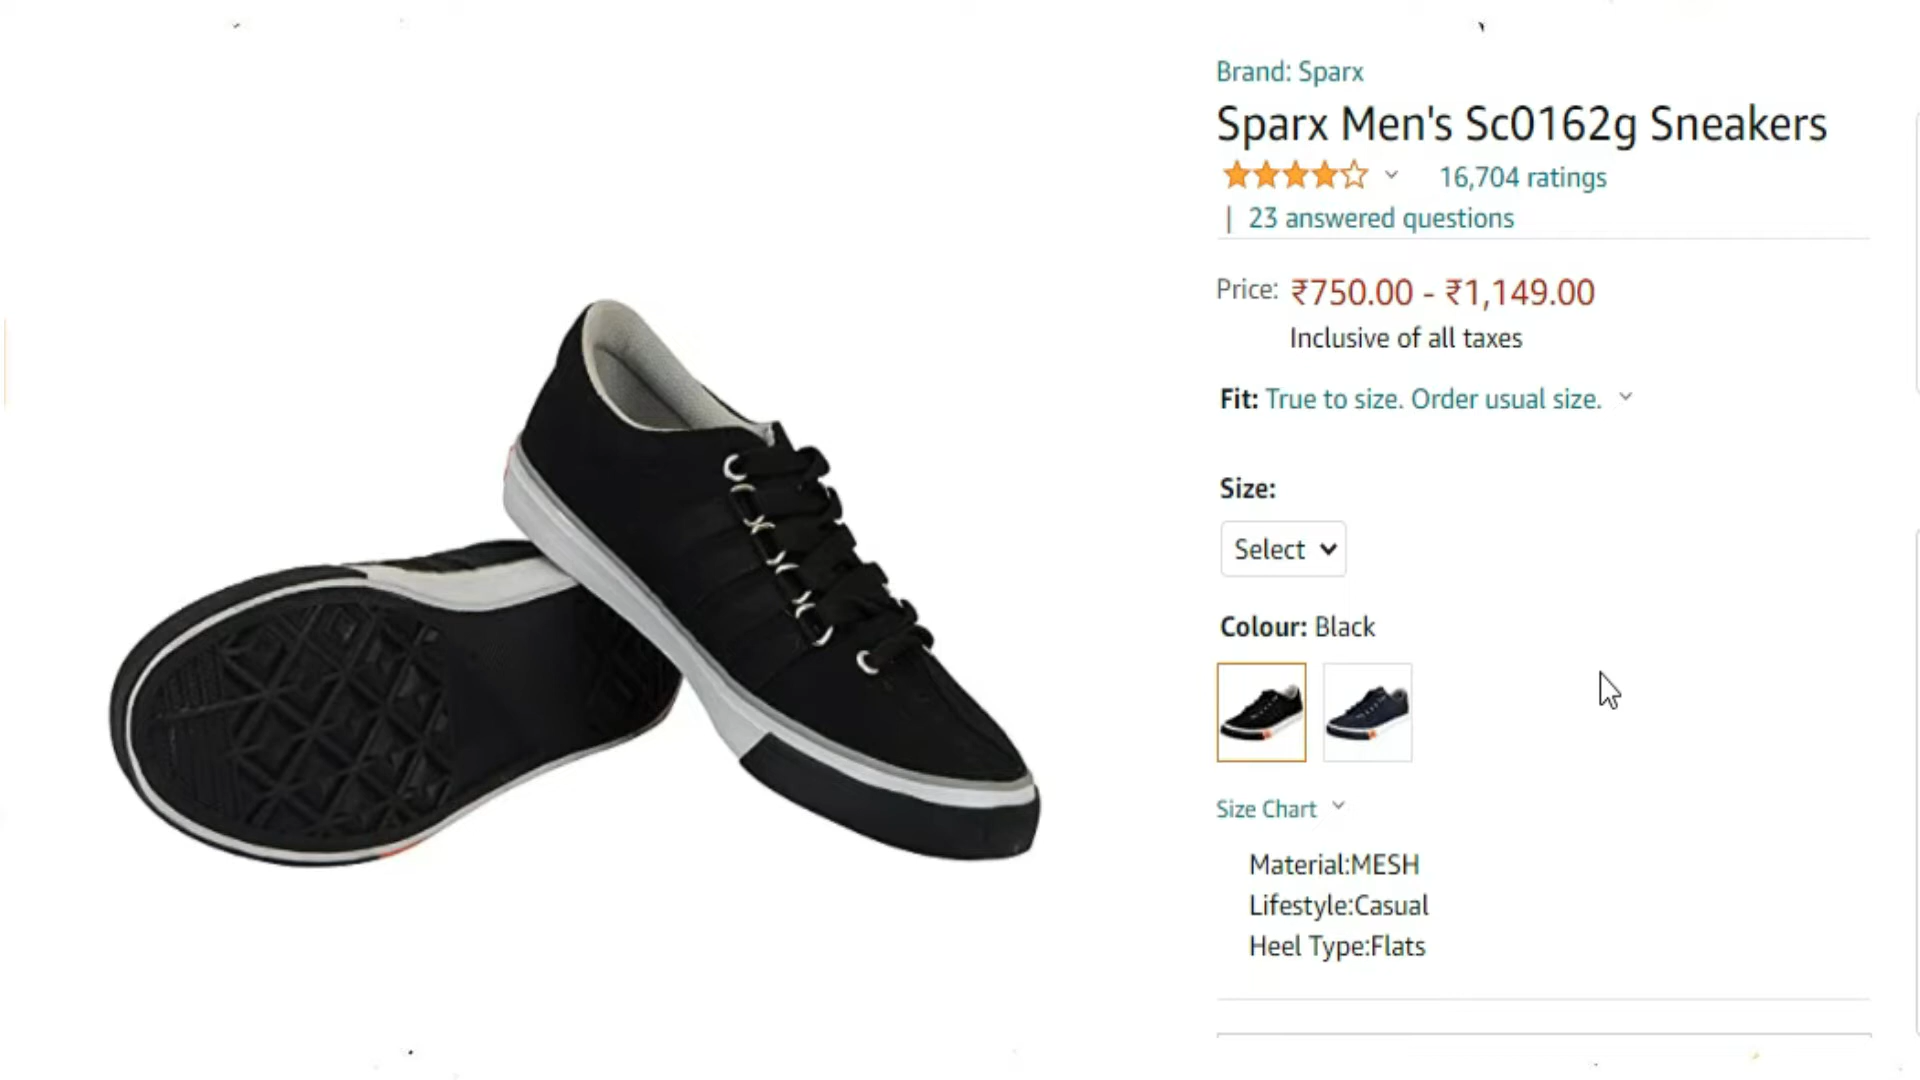 Brand: Sparx
Sparx Men's Sc0162g Sneakers
16,704 ratings
| 23 answered questions
Price: ₹750.00 - ₹1,149.00
Inclusive of all taxes
Fit: True to size. Order usual size.
Size:
Select
Colour: Black
Size Chart
Material:MESH
Lifestyle:Casual
Heel Type:Flats